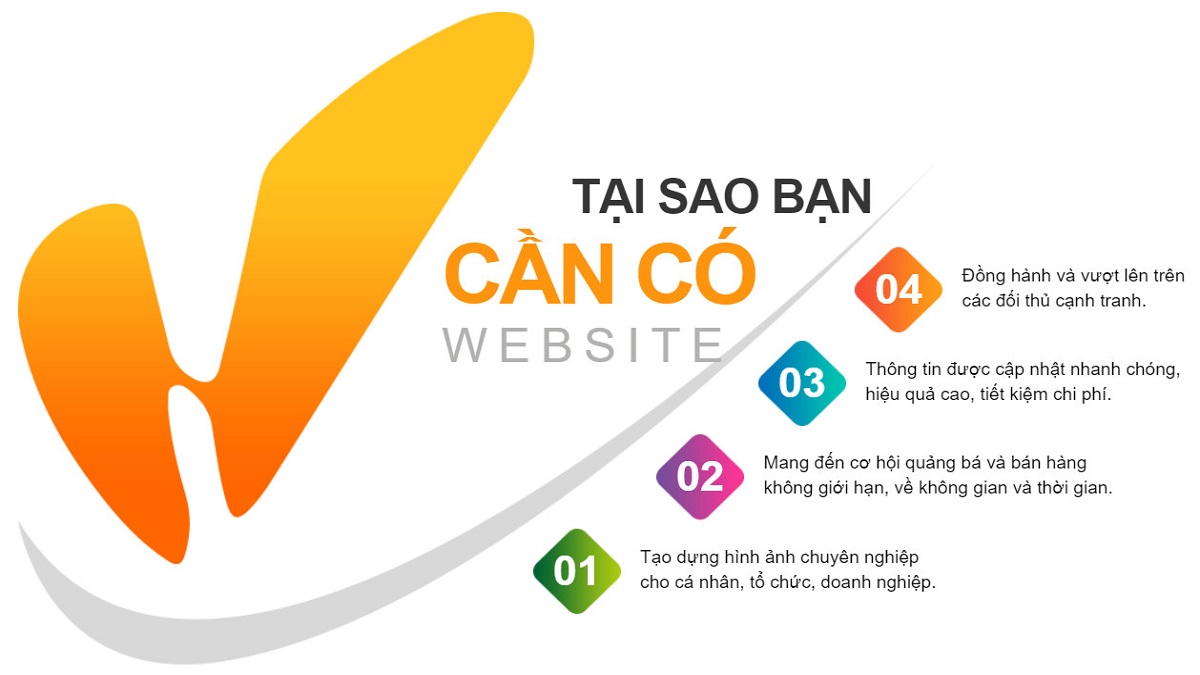 TẠI SAO BẠN
CẦN CÓ
WEBSITE
04
Đồng hành và vượt lên trên
các đối thủ cạnh tranh.
03
Thông tin được cập nhật nhanh chóng,
hiệu quả cao, tiết kiệm chi phí.
02
Mang đến cơ hội quảng bá và bán hàng
không giới hạn, về không gian và thời gian.
01
Tạo dựng hình ảnh chuyên nghiệp
cho cá nhân, tổ chức, doanh nghiệp.